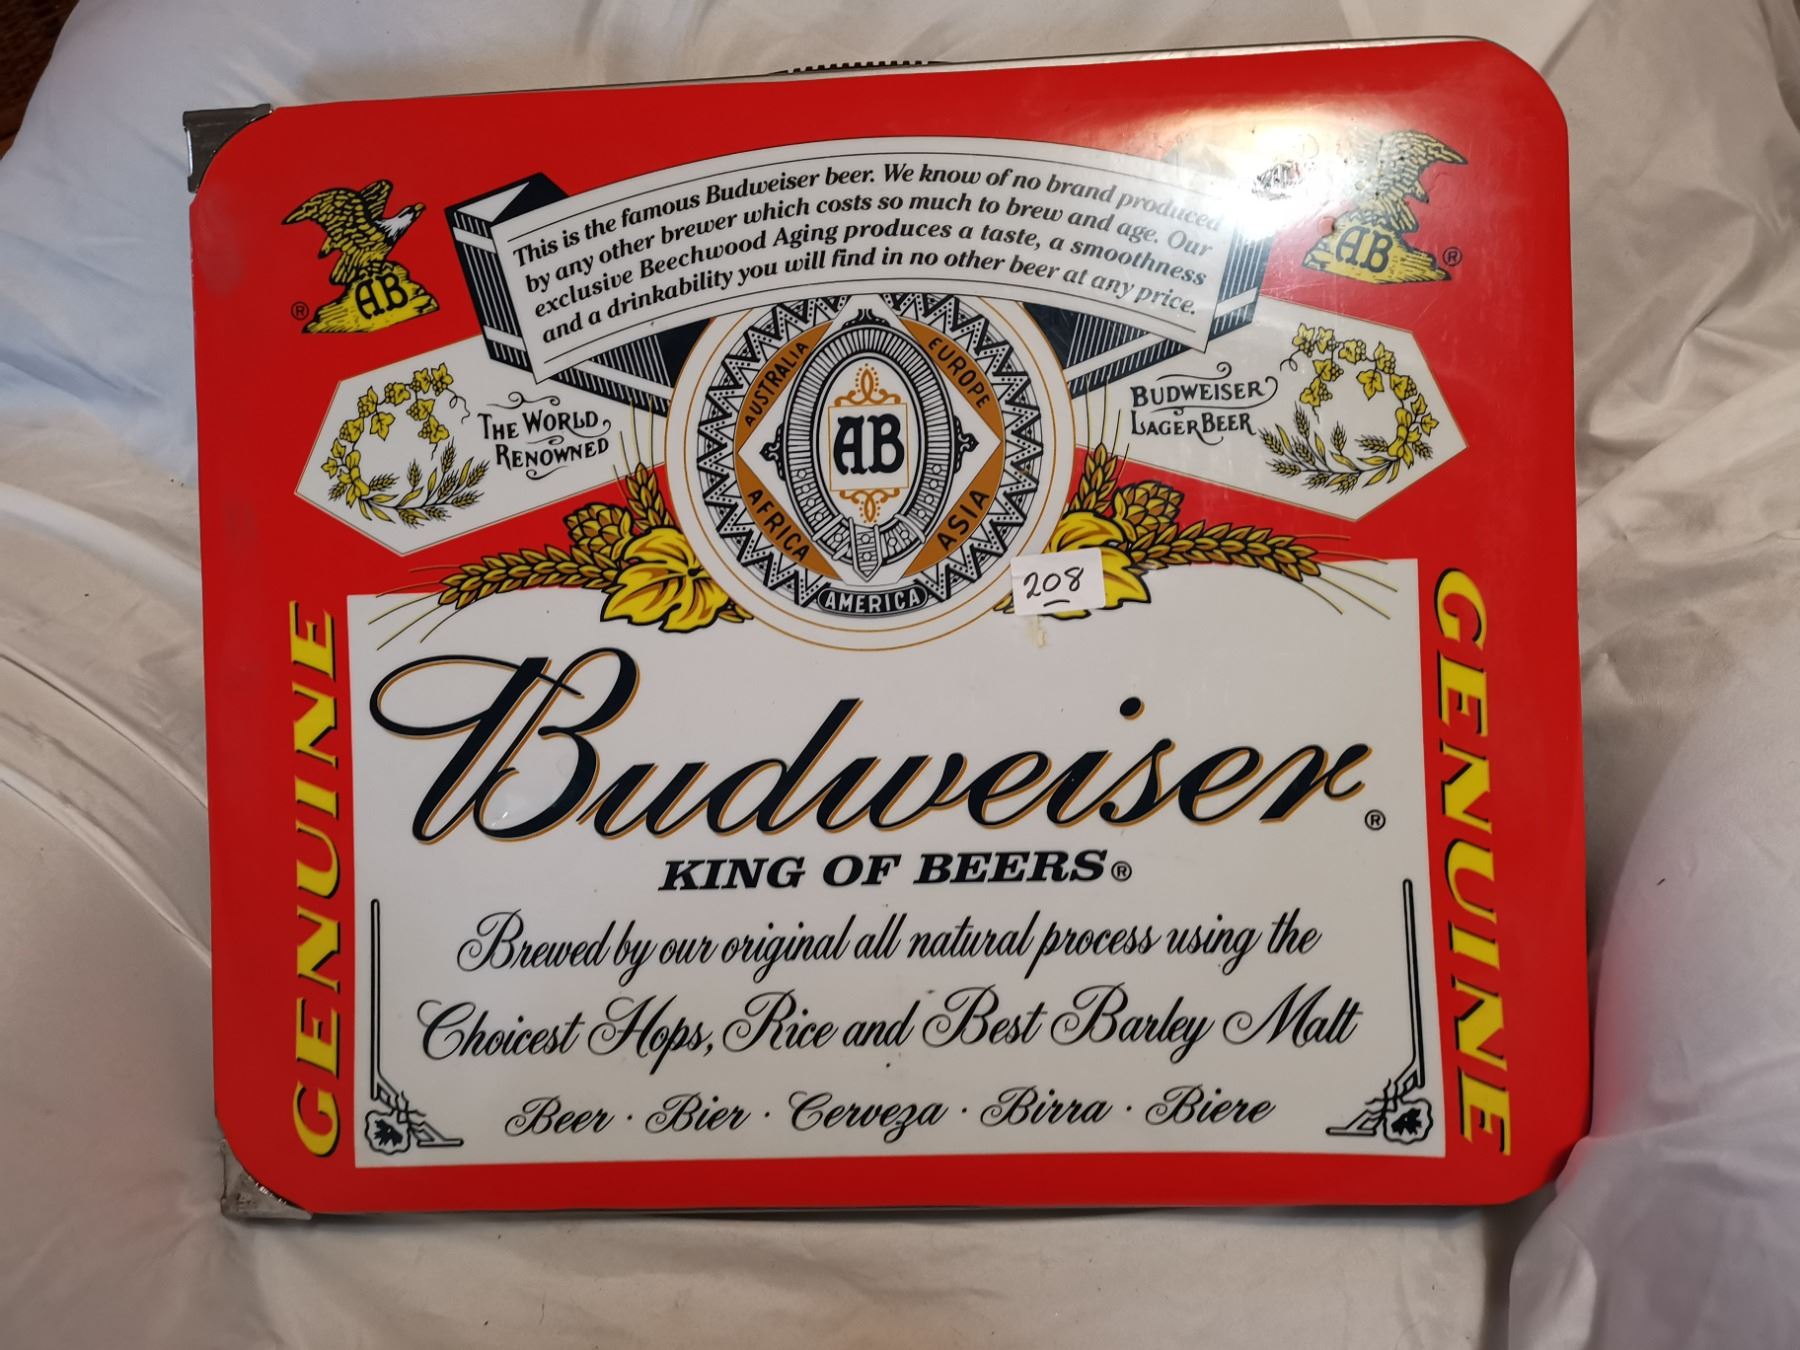 This is the famous Budweiser beer. We know of no brand produced
by any other brewer which costs so much to brew and age. Our
exclusive Beechwood Aging produces a taste, a smoothness
and a drinkability you will find in no other beer at any price.
AB
®
AB
®
THE WORLD
RENOWNED
BUDWEISER
LAGER BEER
AUSTRALIA
EUROPE
AB
AFRICA
ASIA
AMERICA
208
GENUINE
GENUINE
Budweiser®
KING OF BEERS®
Brewed by our original all natural process using the
Choicest Hops, Rice and Best Barley Malt
Beer · Bier · Cerveza · Birra · Biere